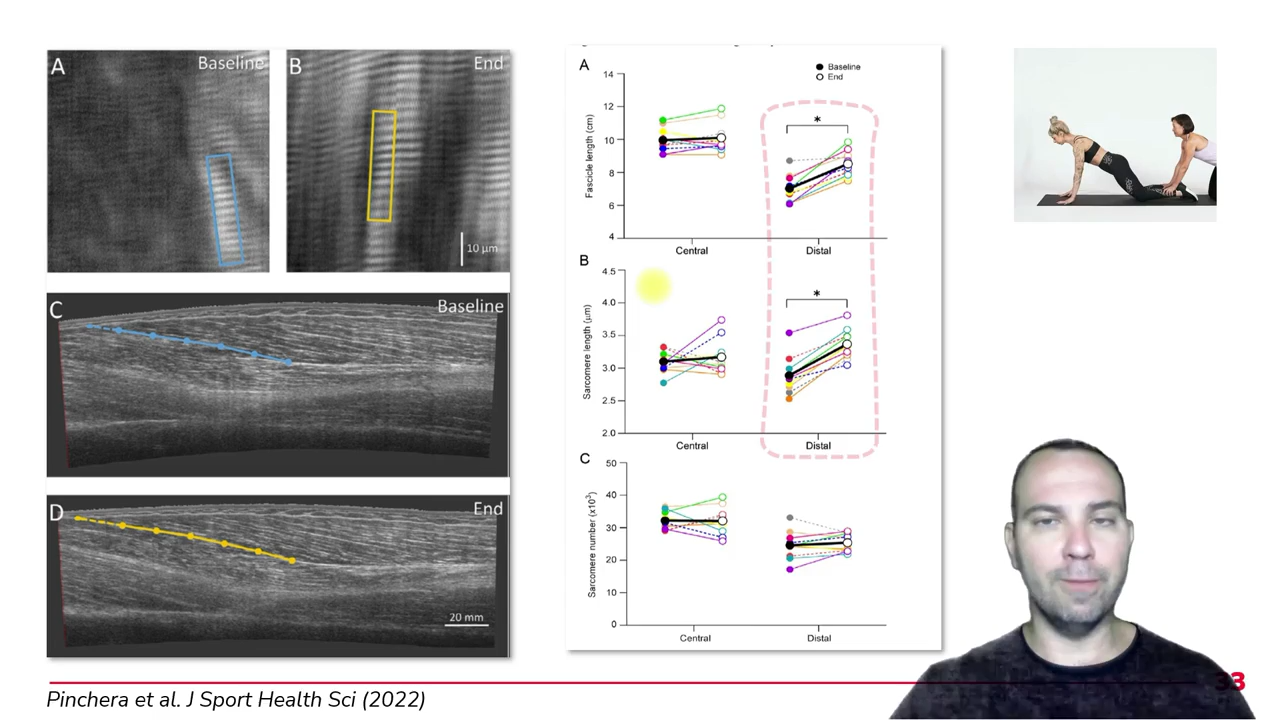 A
Baseline
B
End
10 μm
C
Baseline
D
End
20 mm
A
Baseline
End
14
12
10
8
6
4
Fascicle length (cm)
*
Central
Distal
B
4.5
4.0
3.5
3.0
2.5
2.0
Sarcomere length (μm)
*
Central
Distal
C
50
40
30
20
10
0
Sarcomere number (x10³)
Central
Distal
Pinchera et al. J Sport Health Sci (2022)
33